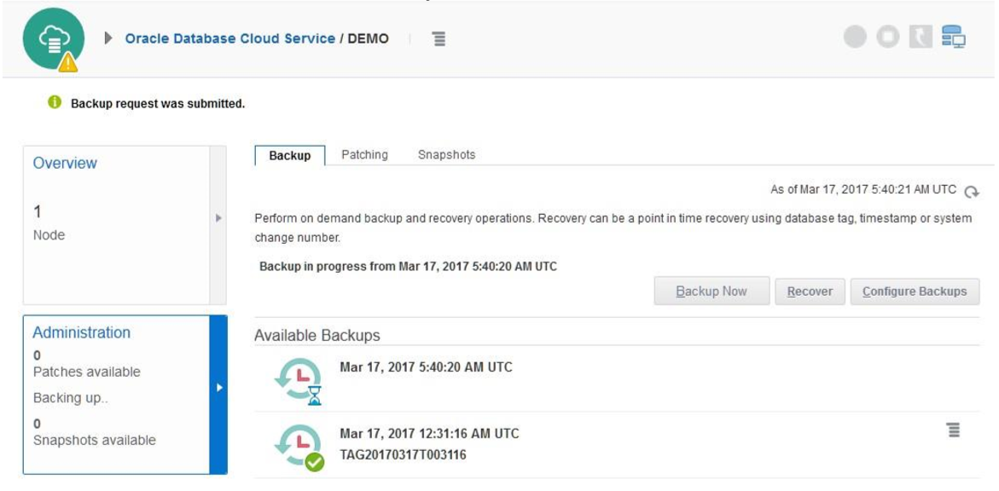 Oracle Database Cloud Service / DEMO
Backup request was submitted.
Overview
1
Node
Administration
0
Patches available
Backing up..
0
Snapshots available
Backup Patching Snapshots
As of Mar 17, 2017 5:40:21 AM UTC
Perform on demand backup and recovery operations. Recovery can be a point in time recovery using database tag, timestamp or system
change number.
Backup in progress from Mar 17, 2017 5:40:20 AM UTC
Backup Now Recover Configure Backups
Available Backups
Mar 17, 2017 5:40:20 AM UTC
Mar 17, 2017 12:31:16 AM UTC
TAG20170317T003116